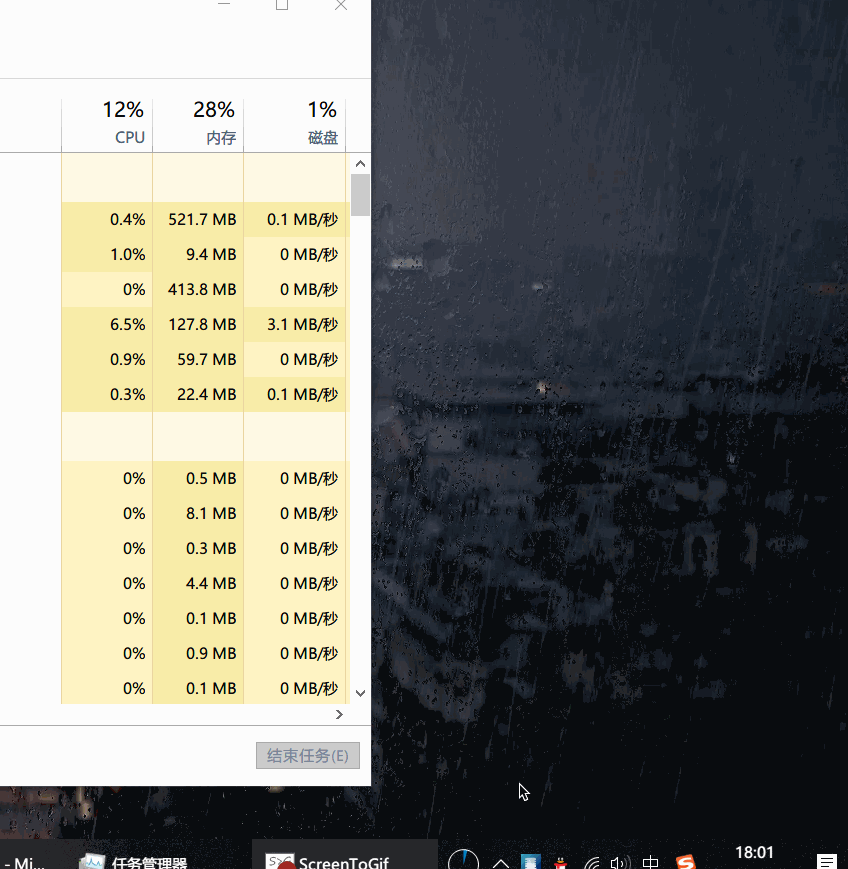 12% 28% 1%
CPU 内存 磁盘
0.4% 521.7 MB 0.1 MB/秒
1.0% 9.4 MB 0 MB/秒
0% 413.8 MB 0 MB/秒
6.5% 127.8 MB 3.1 MB/秒
0.9% 59.7 MB 0 MB/秒
0.3% 22.4 MB 0.1 MB/秒
0% 0.5 MB 0 MB/秒
0% 8.1 MB 0 MB/秒
0% 0.3 MB 0 MB/秒
0% 4.4 MB 0 MB/秒
0% 0.1 MB 0 MB/秒
0% 0.9 MB 0 MB/秒
0% 0.1 MB 0 MB/秒
结束任务(E)
- Mi... 任务管理器 ScreenToGif 中 S 18:01